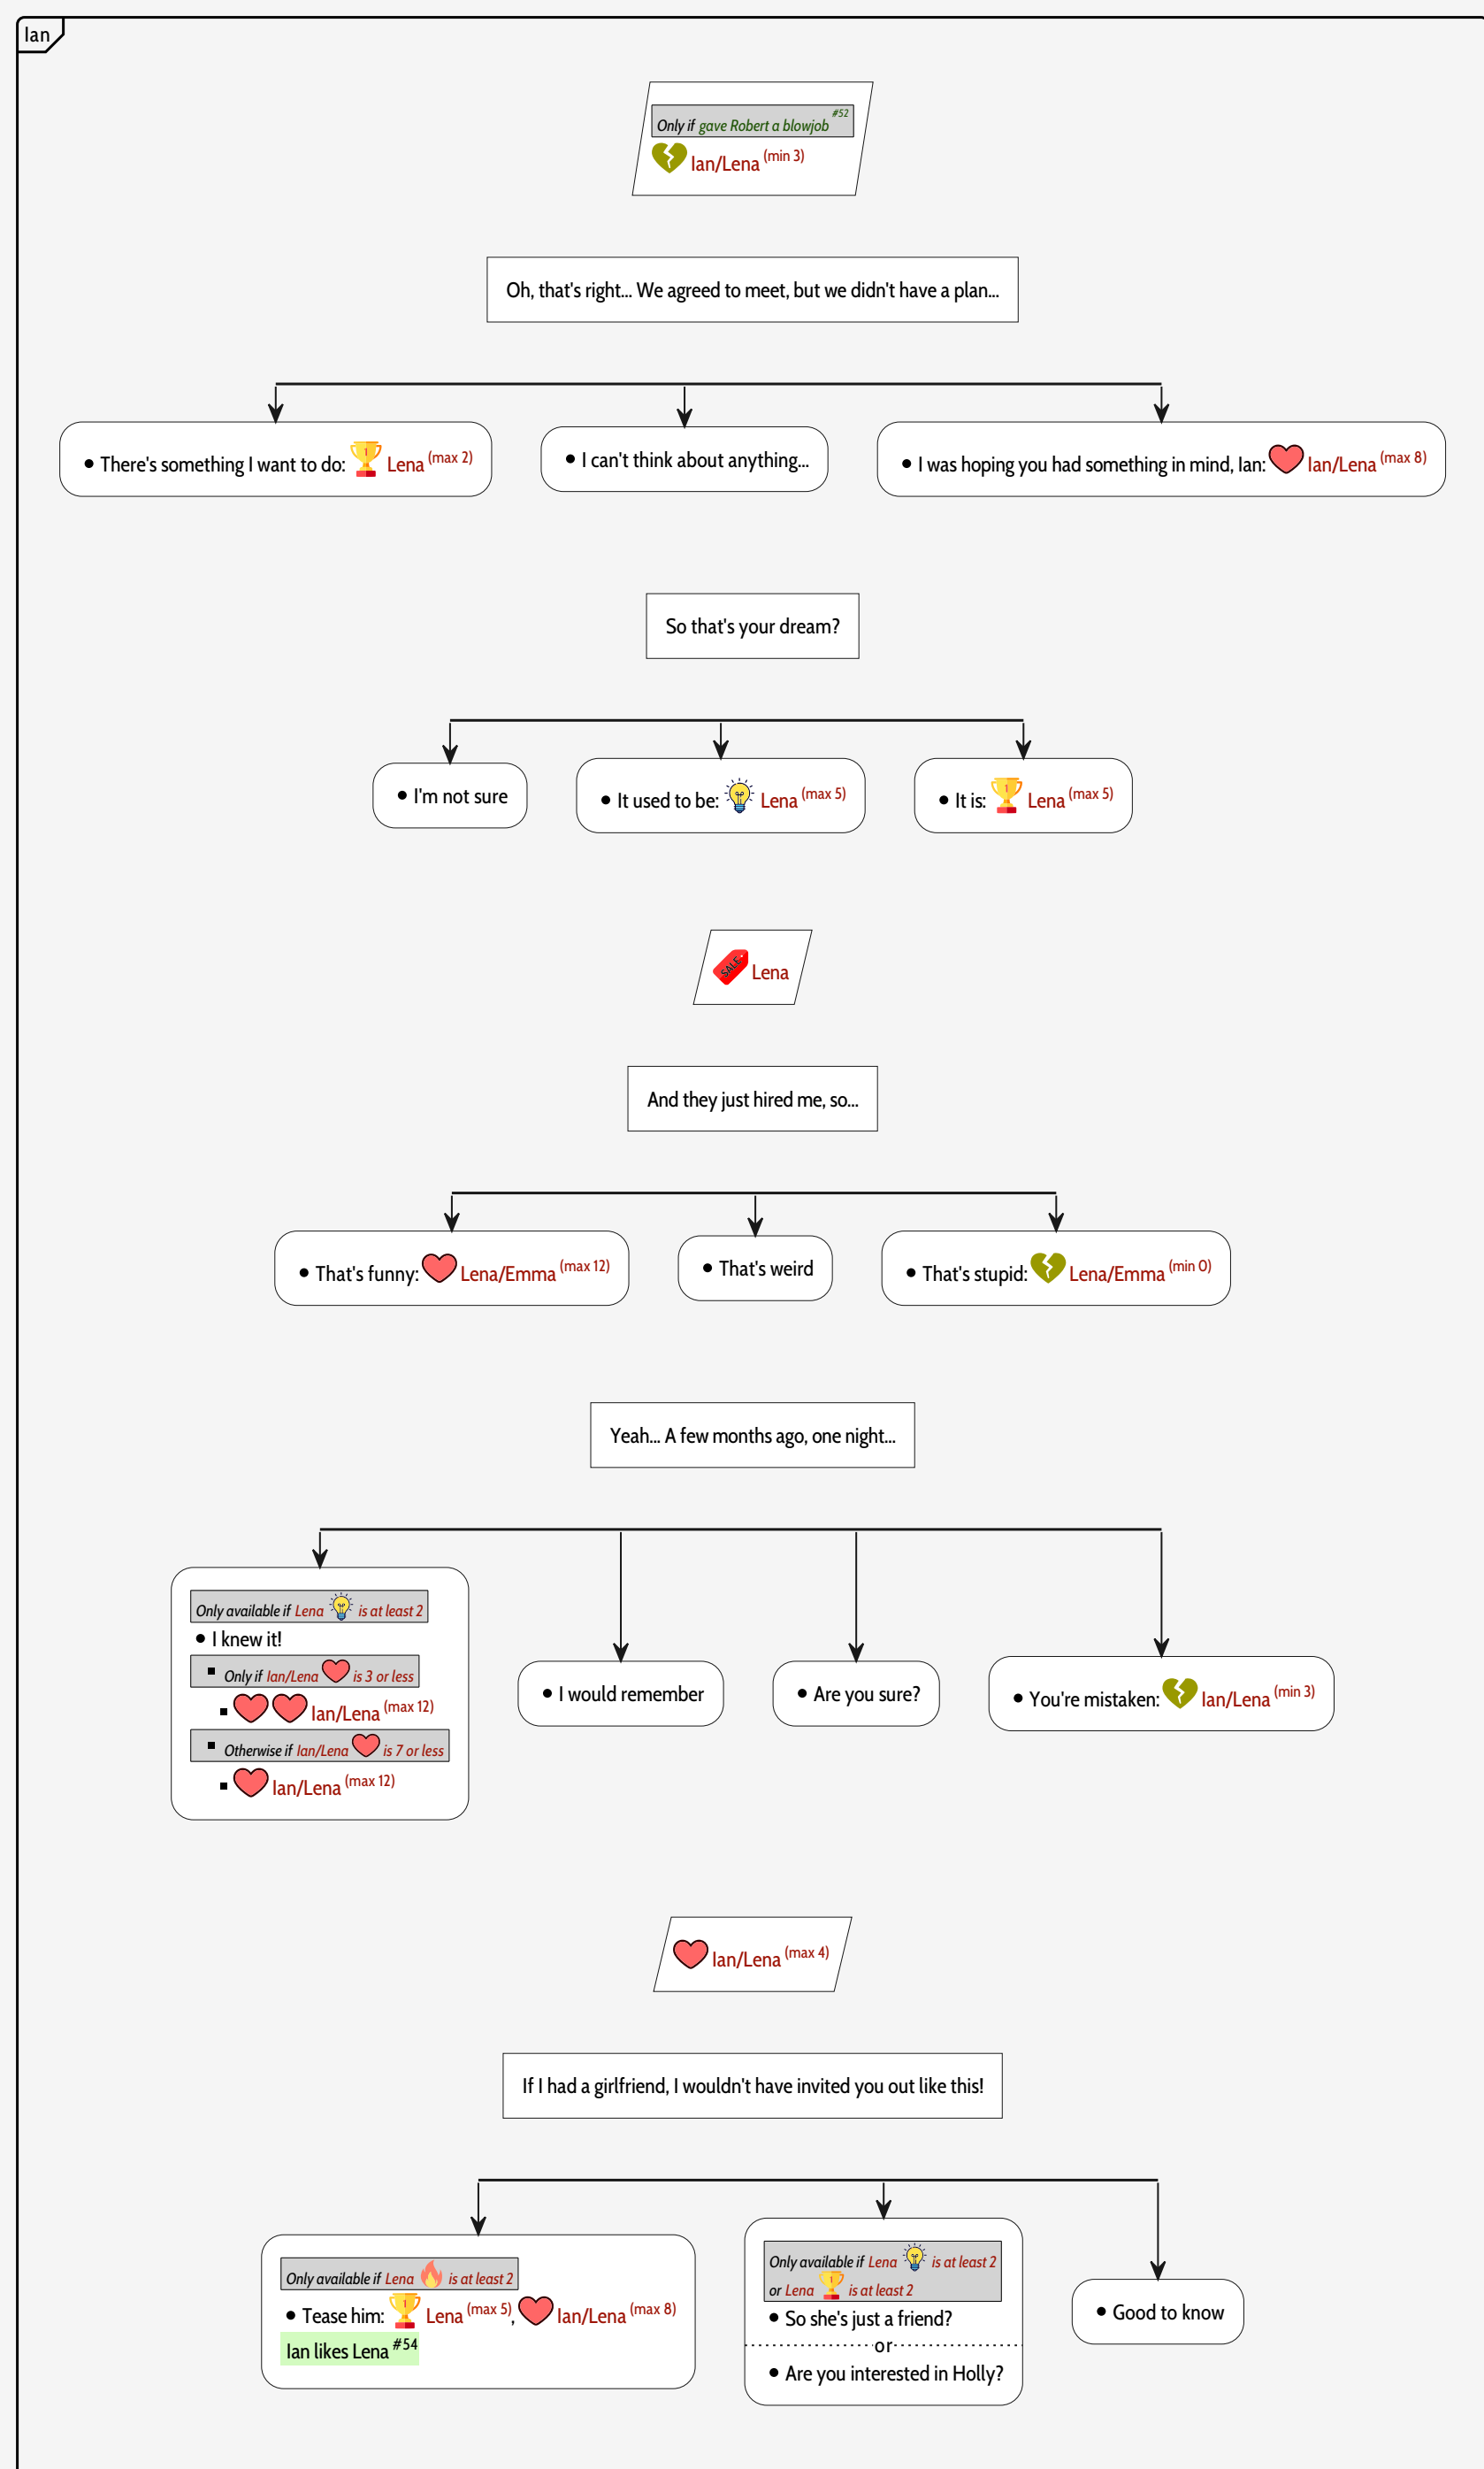 Ian
Only if gave Robert a blowjob #52
Ian/Lena (min 3)
Oh, that's right... We agreed to meet, but we didn't have a plan...
• There's something I want to do: 1 Lena (max 2)
• I can't think about anything...
• I was hoping you had something in mind, Ian: Ian/Lena (max 8)
So that's your dream?
• I'm not sure
• It used to be: Lena (max 5)
• It is: 1 Lena (max 5)
SALE Lena
And they just hired me, so...
• That's funny: Lena/Emma (max 12)
• That's weird
• That's stupid: Lena/Emma (min 0)
Yeah... A few months ago, one night...
Only available if Lena is at least 2
• I knew it!
▪ Only if Ian/Lena is 3 or less
▪ Ian/Lena (max 12)
▪ Otherwise if Ian/Lena is 7 or less
▪ Ian/Lena (max 12)
• I would remember
• Are you sure?
• You're mistaken: Ian/Lena (min 3)
Ian/Lena (max 4)
If I had a girlfriend, I wouldn't have invited you out like this!
Only available if Lena is at least 2
• Tease him: 1 Lena (max 5), Ian/Lena (max 8)
Ian likes Lena #54
Only available if Lena is at least 2
or Lena 1 is at least 2
• So she's just a friend?
or
• Are you interested in Holly?
• Good to know